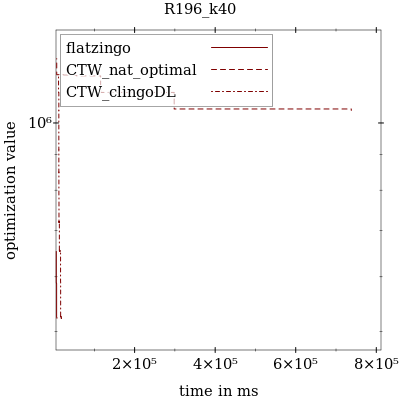 R196_k40
flatzingo
CTW_nat_optimal
CTW_clingoDL
optimization value
10⁶
2×10⁵ 4×10⁵ 6×10⁵ 8×10⁵
time in ms